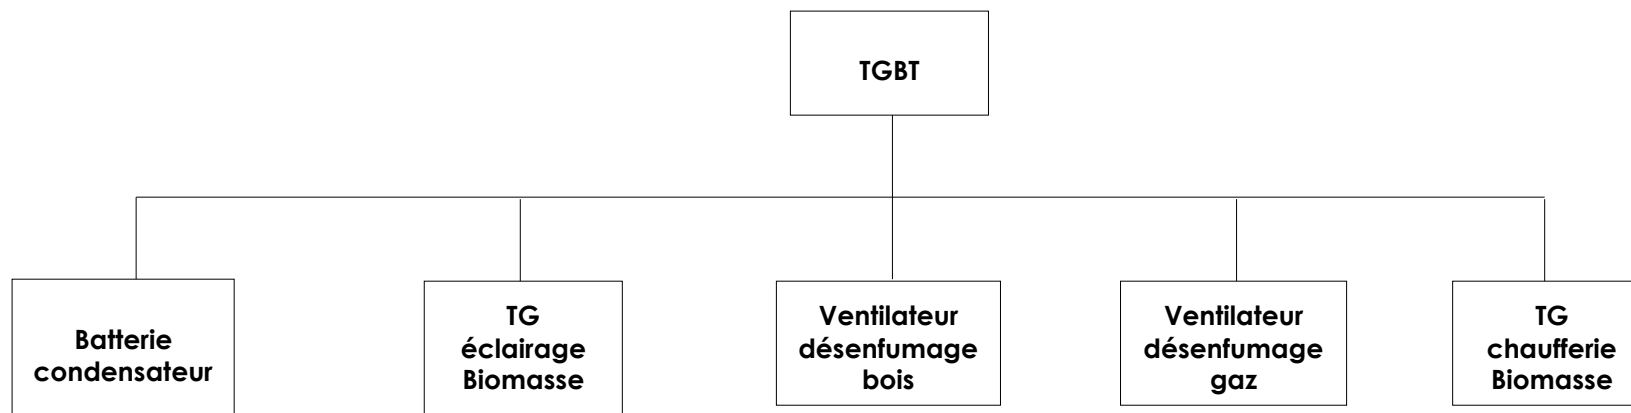 TGBT
Batterie
condensateur
TG
éclairage
Biomasse
Ventilateur
désenfumage
bois
Ventilateur
désenfumage
gaz
TG
chaufferie
Biomasse